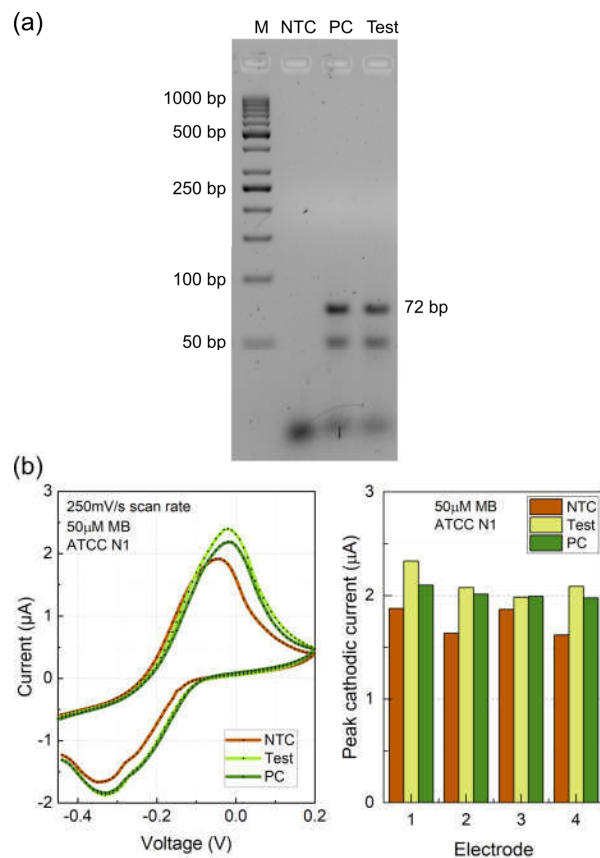 (a)
M NTC PC Test
1000 bp
500 bp
250 bp
100 bp
72 bp
50 bp
(b)
250mV/s scan rate
50μM MB
ATCC N1
NTC
Test
PC
3
2
1
0
-1
-2
Current (μA)
-0.4 -0.2 0.0 0.2
Voltage (V)
50μM MB
ATCC N1
NTC
Test
PC
3
2
1
0
Peak cathodic current (μA)
1 2 3 4
Electrode